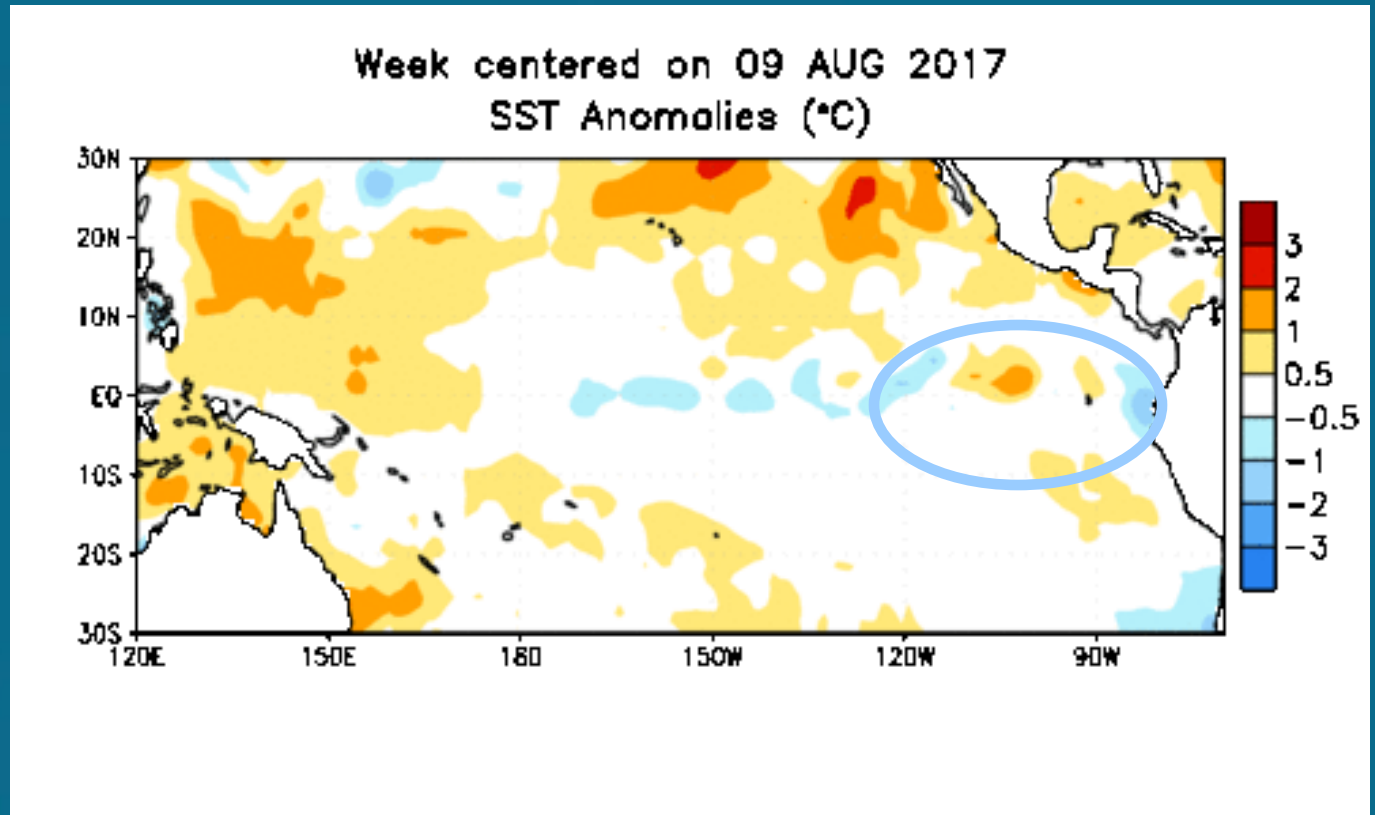 Week centered on 09 AUG 2017
SST Anomalies (°C)
30N
20N
10N
EQ
10S
20S
30S
120E 150E 180 150W 120W 90W
3
2
1
0.5
-0.5
-1
-2
-3